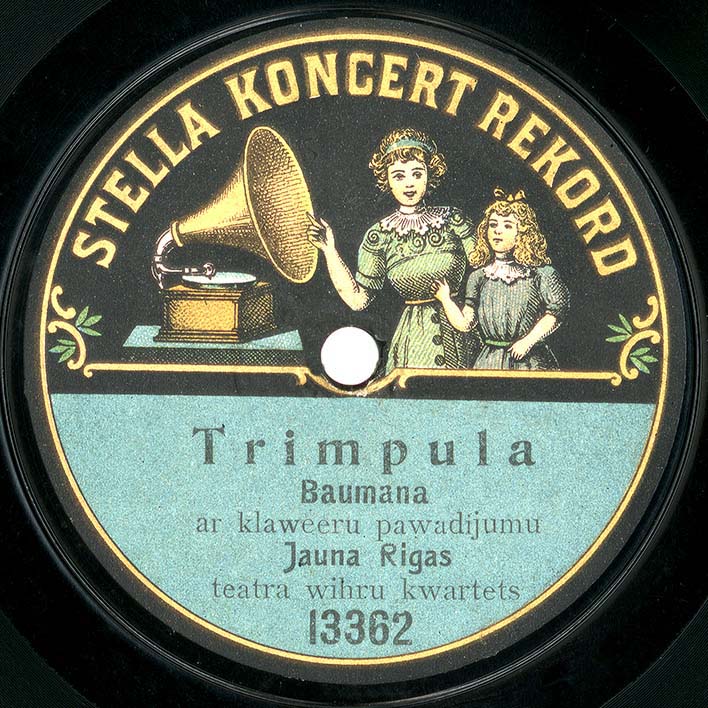 STELLA KONCERT REKORD
Trimpula
Baumana
ar klaweeru pawadijumu
Jauna Rigas
teatra wihru kwartets
13362